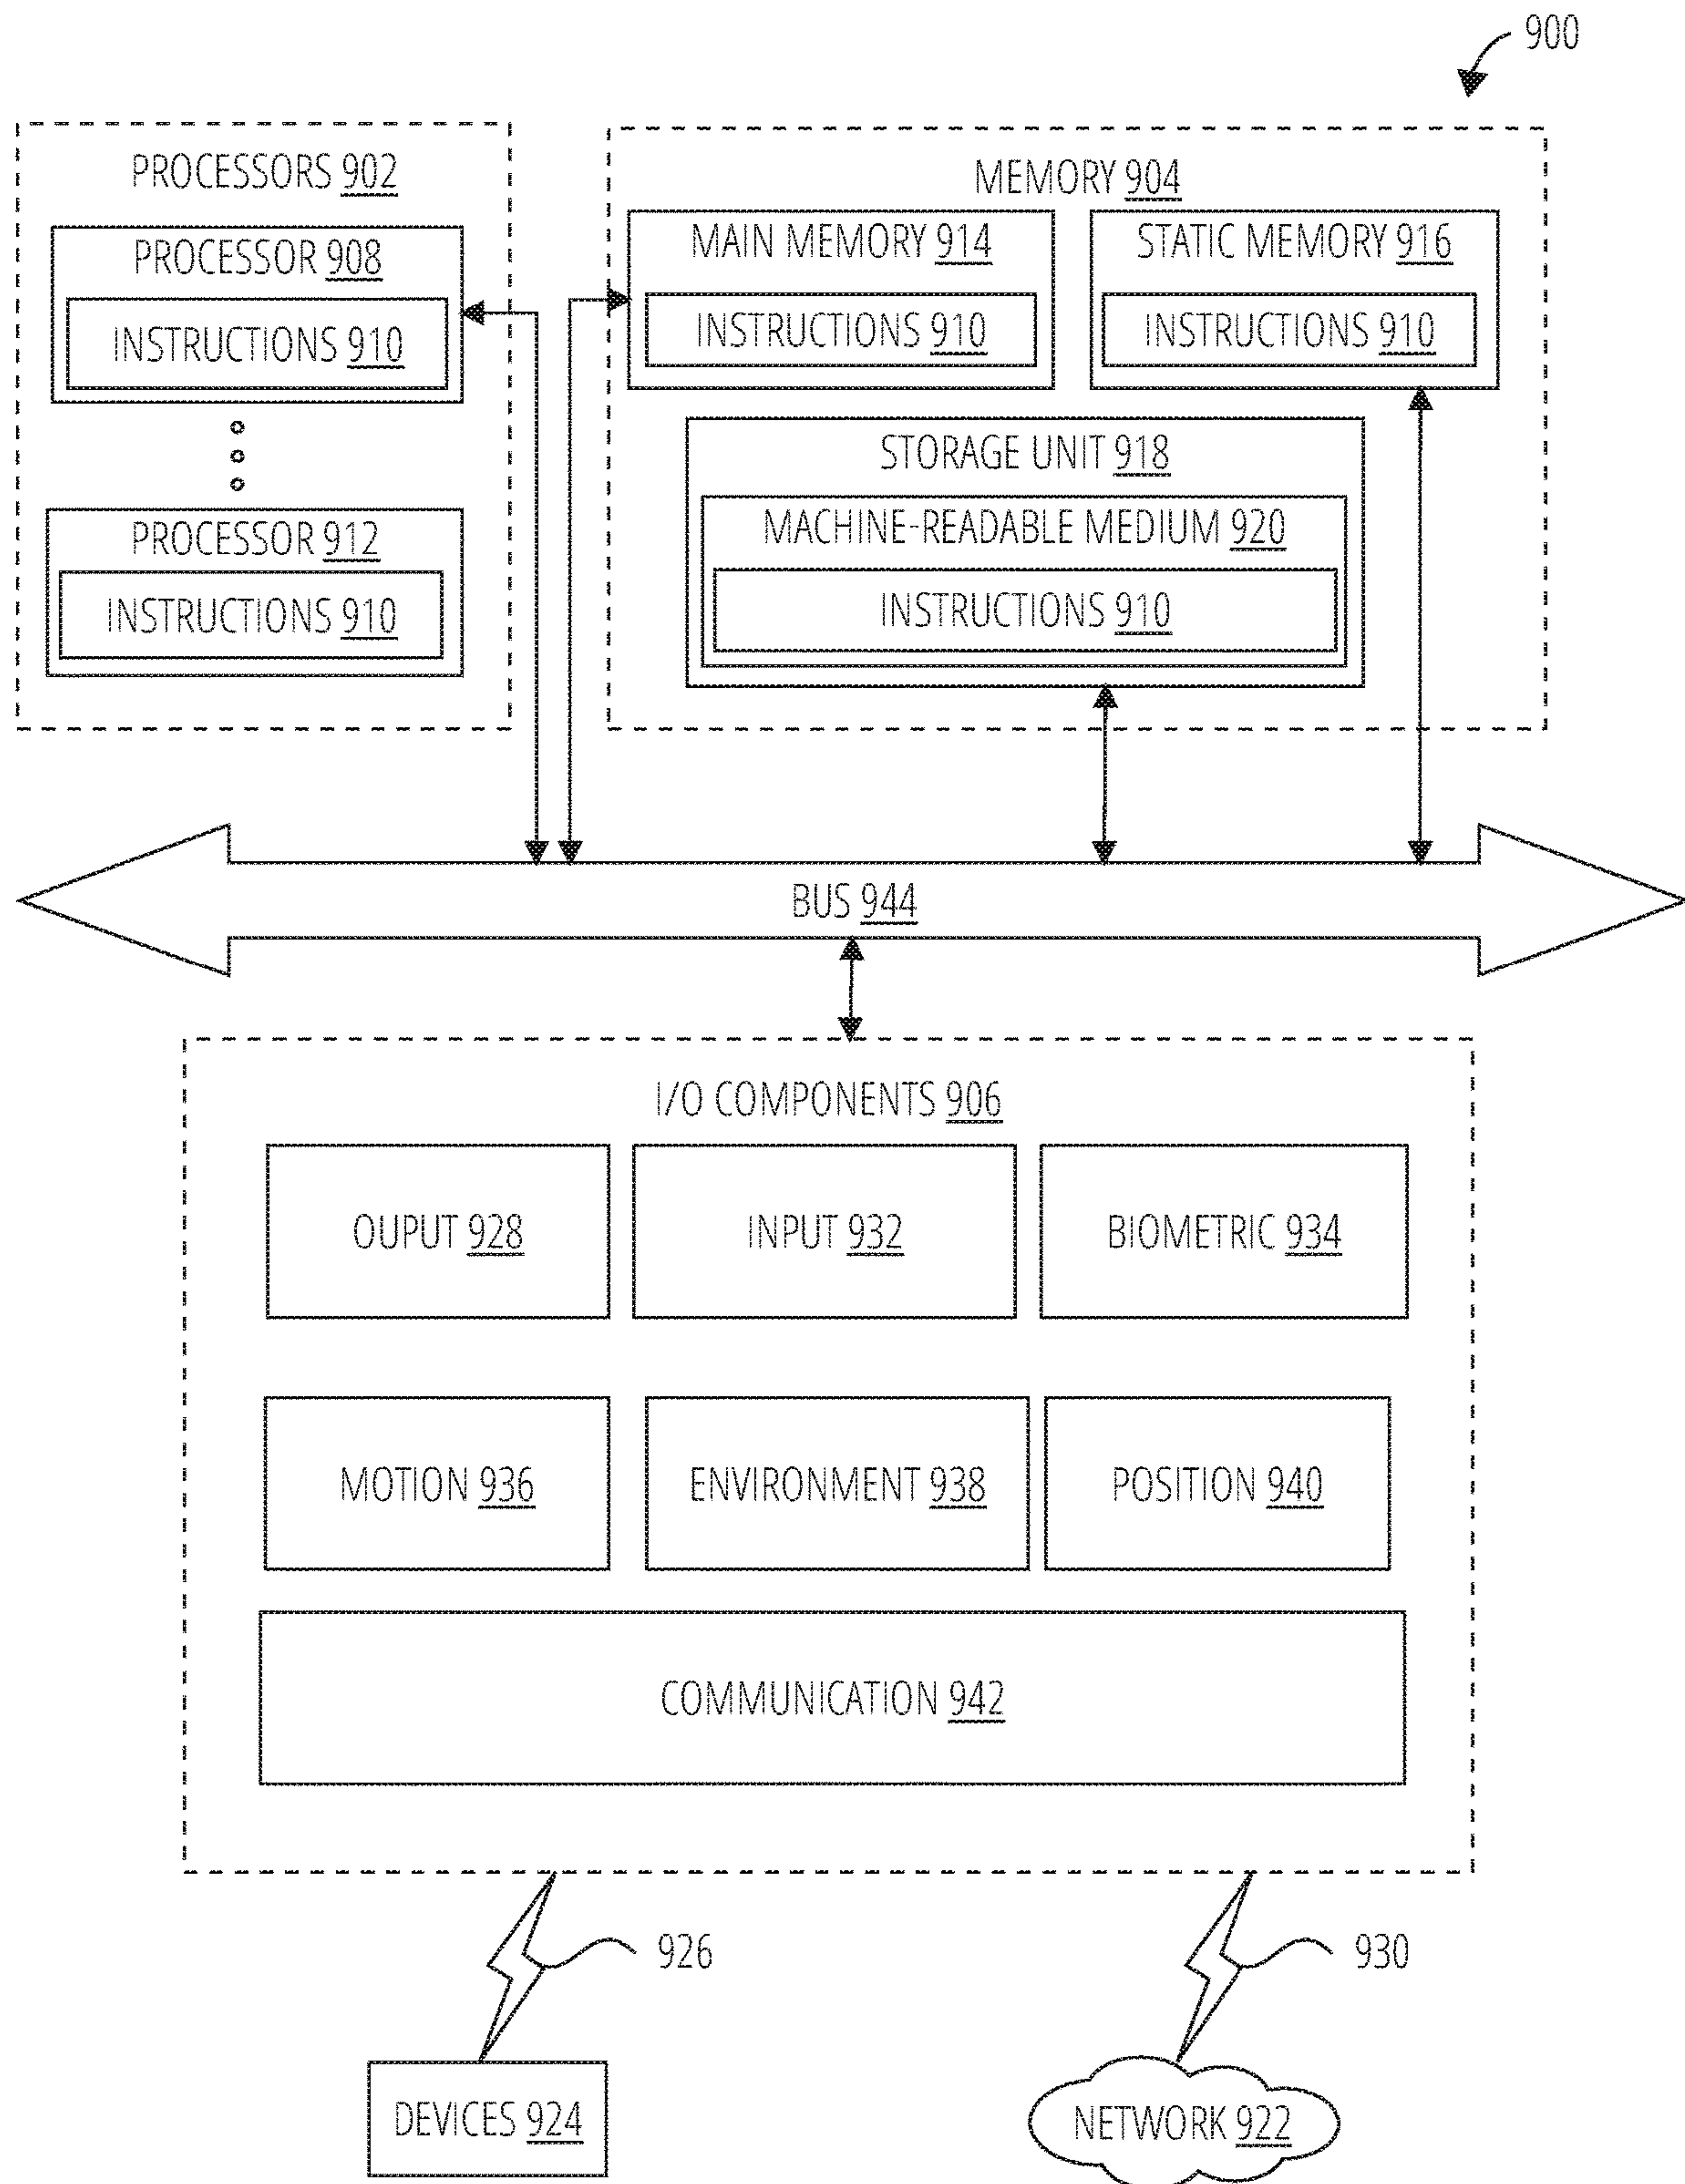 900
PROCESSORS 902
PROCESSOR 908
INSTRUCTIONS 910
PROCESSOR 912
INSTRUCTIONS 910
MEMORY 904
MAIN MEMORY 914
INSTRUCTIONS 910
STATIC MEMORY 916
INSTRUCTIONS 910
STORAGE UNIT 918
MACHINE-READABLE MEDIUM 920
INSTRUCTIONS 910
BUS 944
I/O COMPONENTS 906
OUPUT 928
INPUT 932
BIOMETRIC 934
MOTION 936
ENVIRONMENT 938
POSITION 940
COMMUNICATION 942
926
930
DEVICES 924
NETWORK 922